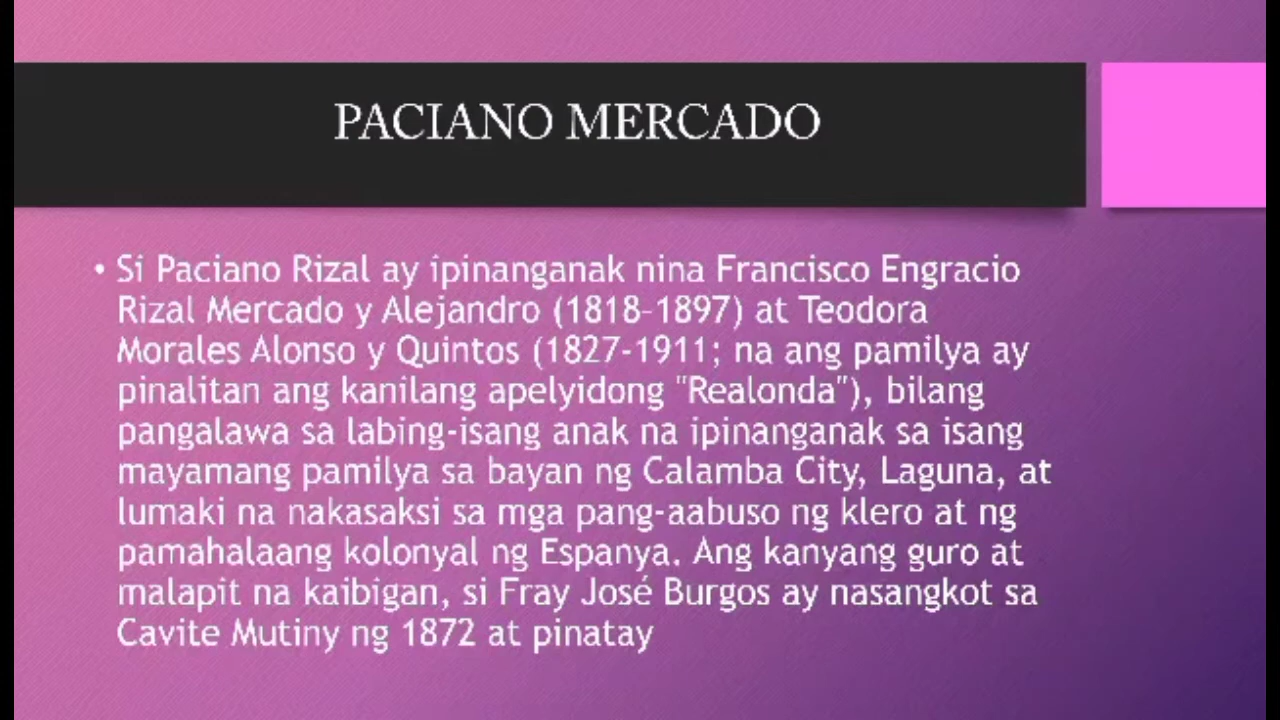 PACIANO MERCADO
• Si Paciano Rizal ay ipinanganak nina Francisco Engracio
Rizal Mercado y Alejandro (1818–1897) at Teodora
Morales Alonso y Quintos (1827-1911; na ang pamilya ay
pinalitan ang kanilang apelyidong "Realonda"), bilang
pangalawa sa labing-isang anak na ipinanganak sa isang
mayamang pamilya sa bayan ng Calamba City, Laguna, at
lumaki na nakasaksi sa mga pang-aabuso ng klero at ng
pamahalaang kolonyal ng Espanya. Ang kanyang guro at
malapit na kaibigan, si Fray José Burgos ay nasangkot sa
Cavite Mutiny ng 1872 at pinatay